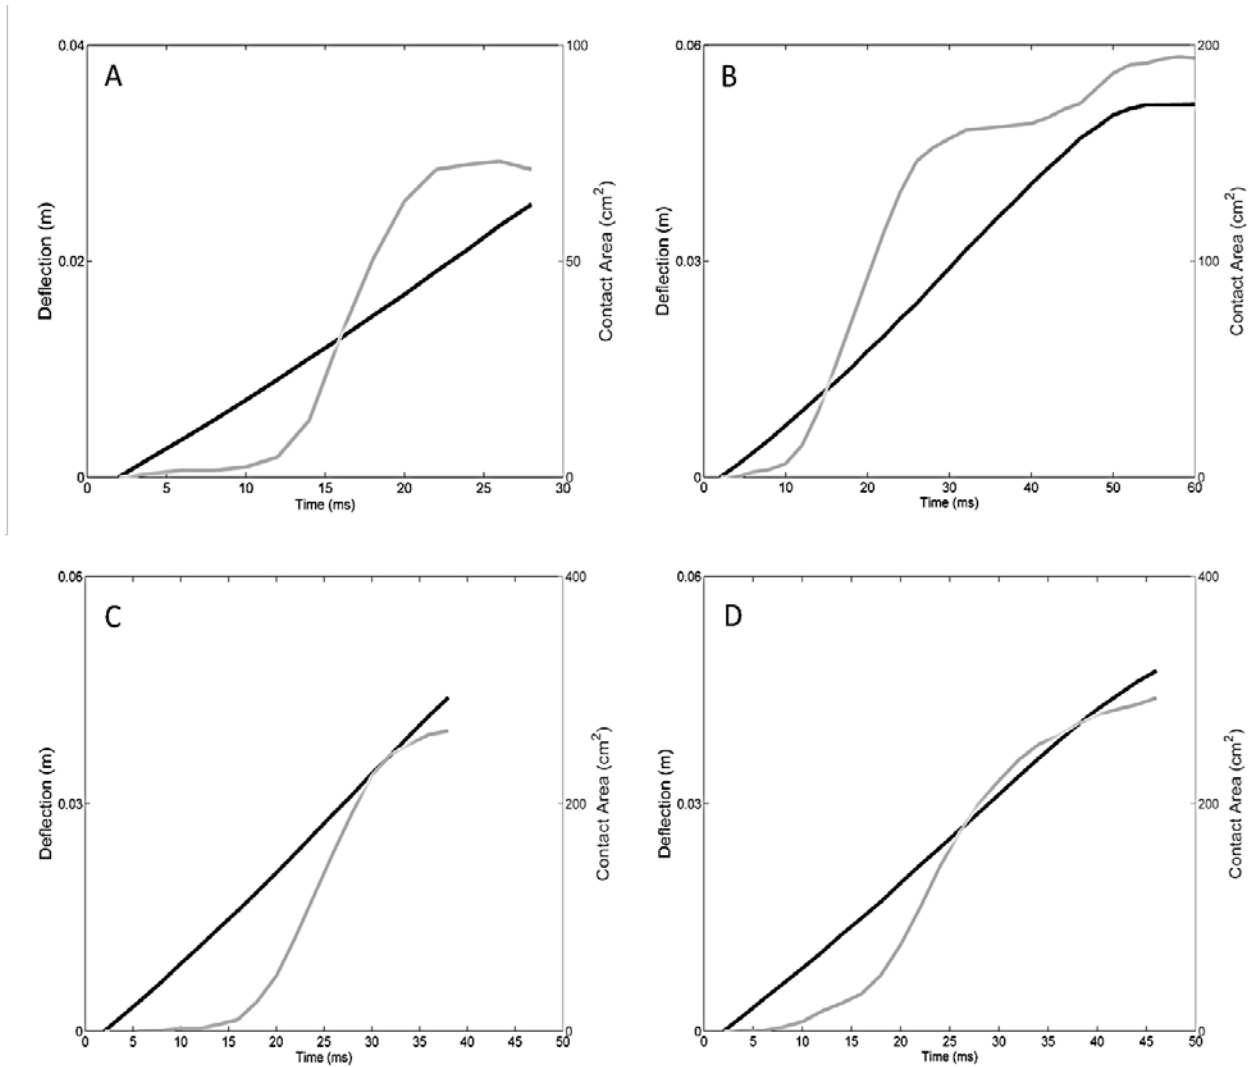 A
0.04
0.02
0
100
50
0
0 5 10 15 20 25 30
Time (ms)
Deflection (m)
Contact Area (cm²)
B
0.06
0.03
0
200
100
0
0 10 20 30 40 50 60
Time (ms)
Deflection (m)
Contact Area (cm²)
C
0.06
0.03
0
400
200
0
0 5 10 15 20 25 30 35 40 45 50
Time (ms)
Deflection (m)
Contact Area (cm²)
D
0.06
0.03
0
400
200
0
0 5 10 15 20 25 30 35 40 45 50
Time (ms)
Deflection (m)
Contact Area (cm²)